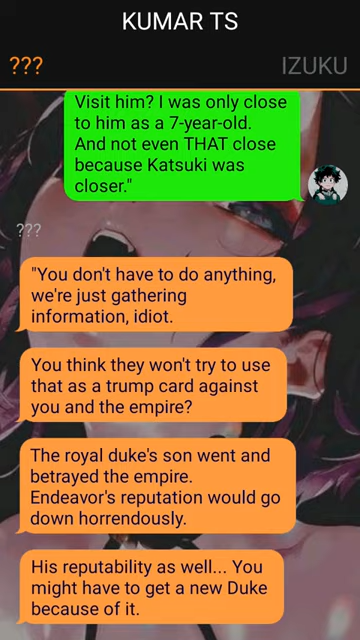 KUMAR TS
??? IZUKU
Visit him? I was only close
to him as a 7-year-old.
And not even THAT close
because Katsuki was
closer."
???
"You don't have to do anything,
we're just gathering
information, idiot.
You think they won't try to use
that as a trump card against
you and the empire?
The royal duke's son went and
betrayed the empire.
Endeavor's reputation would go
down horrendously.
His reputability as well... You
might have to get a new Duke
because of it.